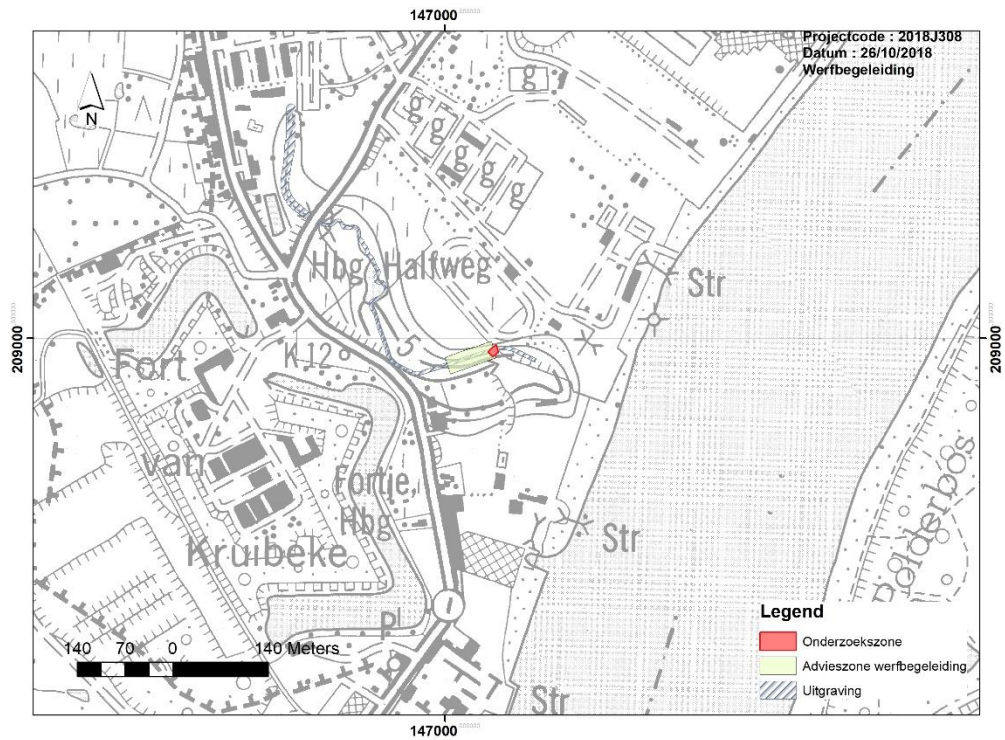 147000
Projectcode : 2018J308
Datum : 26/10/2018
Werfbegeleiding
N
g
g
g
g
g
g
Hbg Halfweg
Str
209000
209000
K 12
5
Fort
van
Kruibeke
Fortje,
Hbg
Str
Polderbos
Pl
Str
140 70 0 140 Meters
Legend
Onderzoekszone
Advieszone werfbegeleiding
Uitgraving
147000